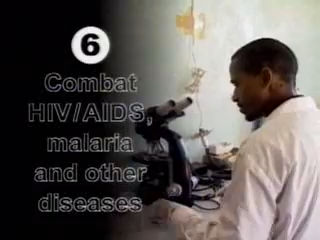 6
Combat
HIV/AIDS,
malaria
and other
diseases